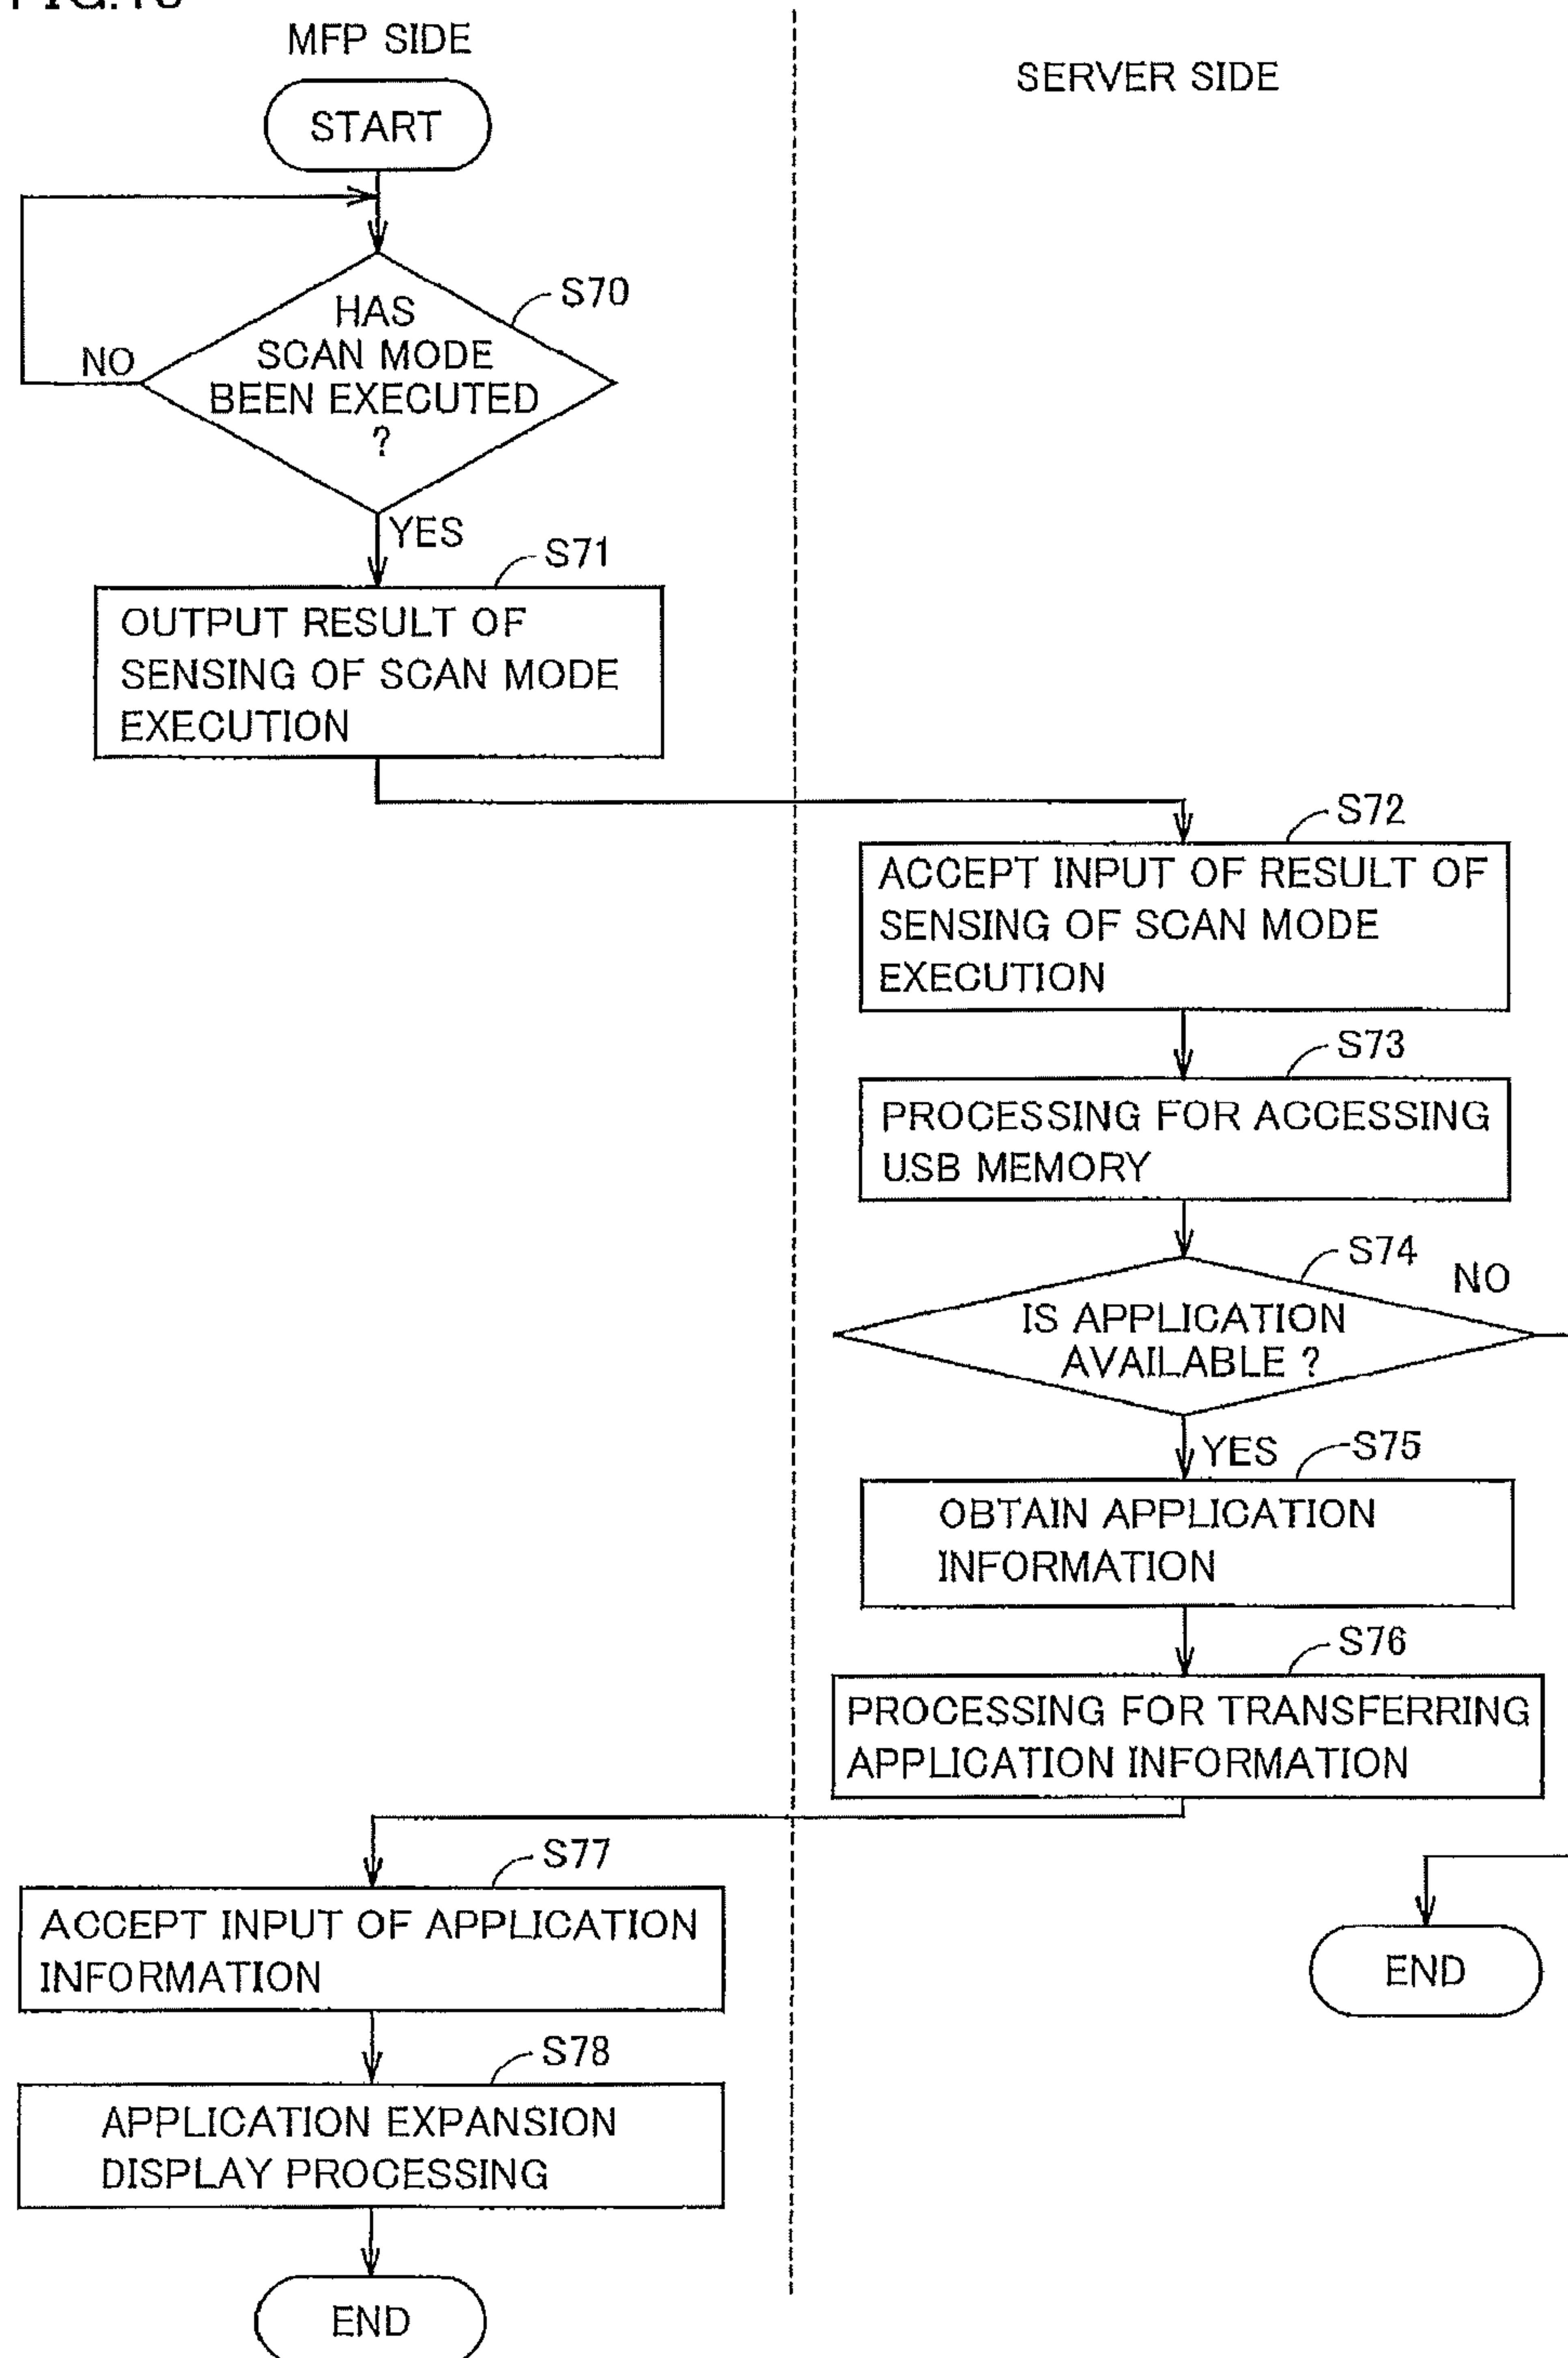 MFP SIDE
SERVER SIDE
START
S70
HAS
SCAN MODE
BEEN EXECUTED
?
NO
YES
S71
OUTPUT RESULT OF
SENSING OF SCAN MODE
EXECUTION
S72
ACCEPT INPUT OF RESULT OF
SENSING OF SCAN MODE
EXECUTION
S73
PROCESSING FOR ACCESSING
USB MEMORY
S74
NO
IS APPLICATION
AVAILABLE ?
YES
S75
OBTAIN APPLICATION
INFORMATION
S76
PROCESSING FOR TRANSFERRING
APPLICATION INFORMATION
S77
ACCEPT INPUT OF APPLICATION
INFORMATION
END
S78
APPLICATION EXPANSION
DISPLAY PROCESSING
END